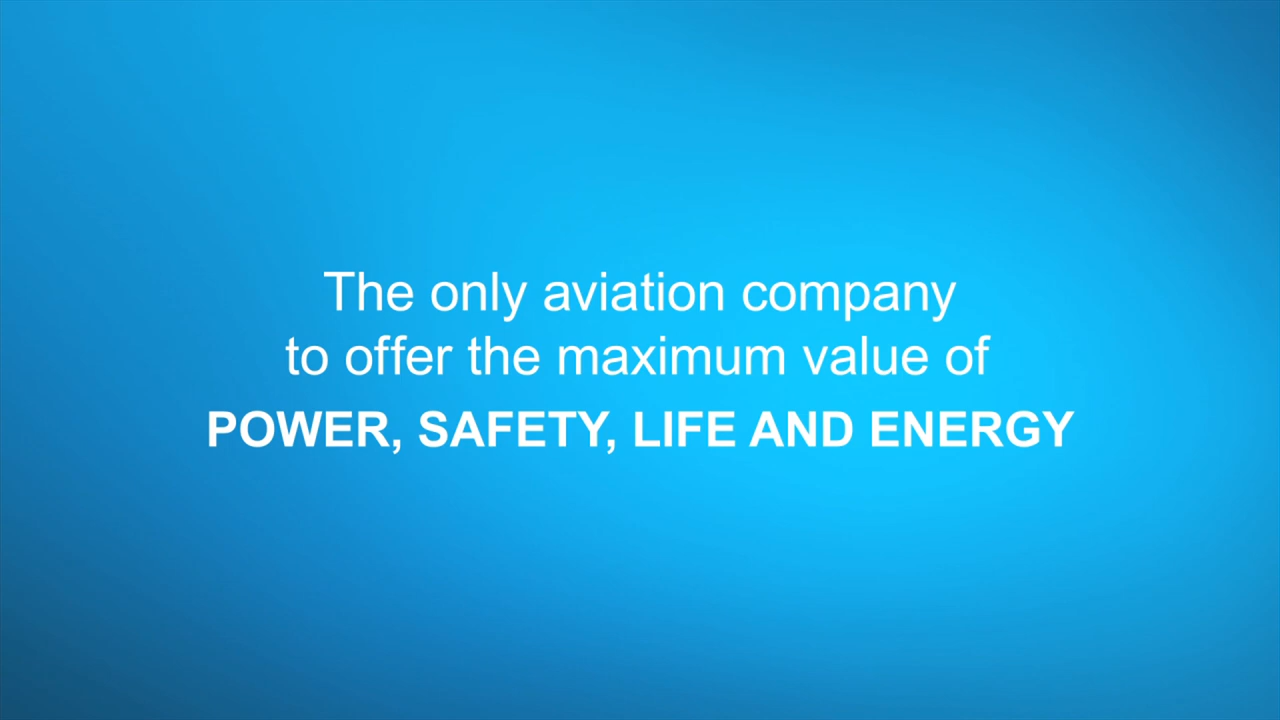 The only aviation company
to offer the maximum value of
POWER, SAFETY, LIFE AND ENERGY